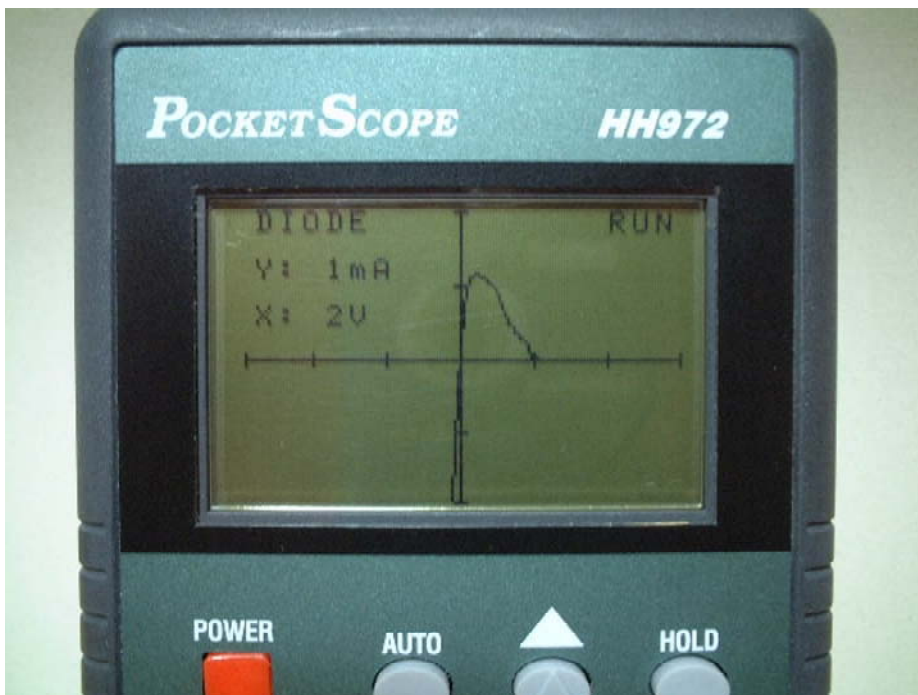 POCKETSCOPE HH972
DIODE RUN
Y: 1mA
X: 2V
POWER AUTO HOLD